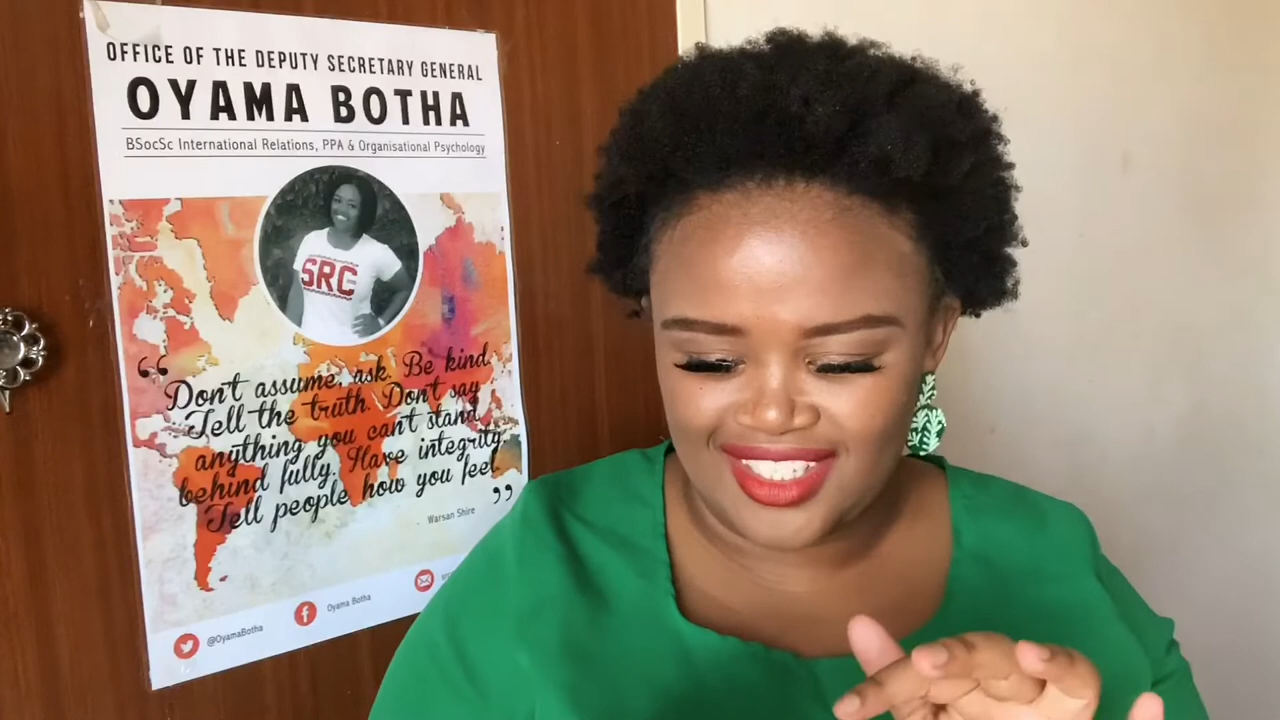 OFFICE OF THE DEPUTY SECRETARY GENERAL
OYAMA BOTHA
BSocSc International Relations, PPA & Organisational Psychology
SRC
“Don't assume, ask. Be kind.
Tell the truth. Don't say
anything you can't stand
behind fully. Have integrity.
Tell people how you feel.”
Warsan Shire
@OyamaBotha
Oyama Botha